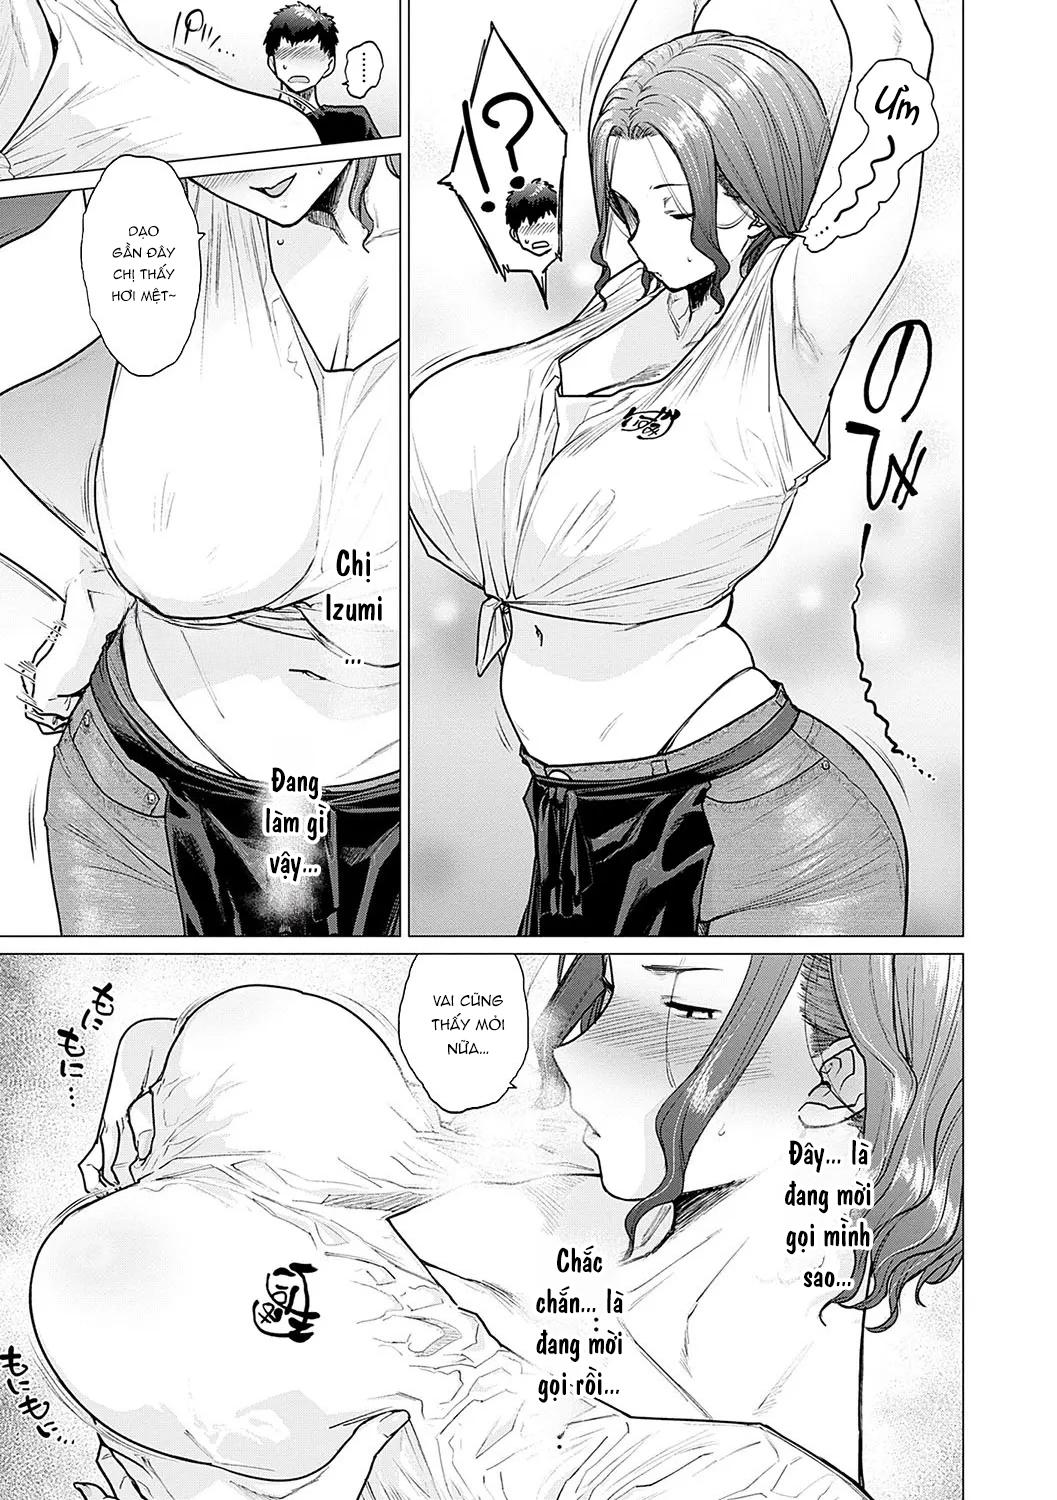 Ưm
!?
のび〜
………
ﾁﾗ…
DẠO
GẦN ĐÂY
CHỊ THẤY
HƠI MỆT~
Chị
Izumi
...
Đang
làm gì
vậy...
VAI CŨNG
THẤY MỎI
NỮA...
Đây... là
đang mời
gọi mình
sao...
Chắc
chắn... là
đang mời
gọi rồi...
もにもに…
もにもに…